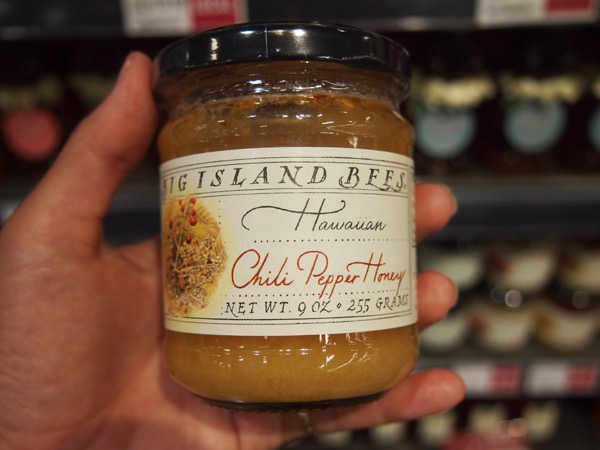 BIG ISLAND BEES.
Hawaiian
Chili Pepper Honey
NET WT. 9 OZ • 255 GRAMS